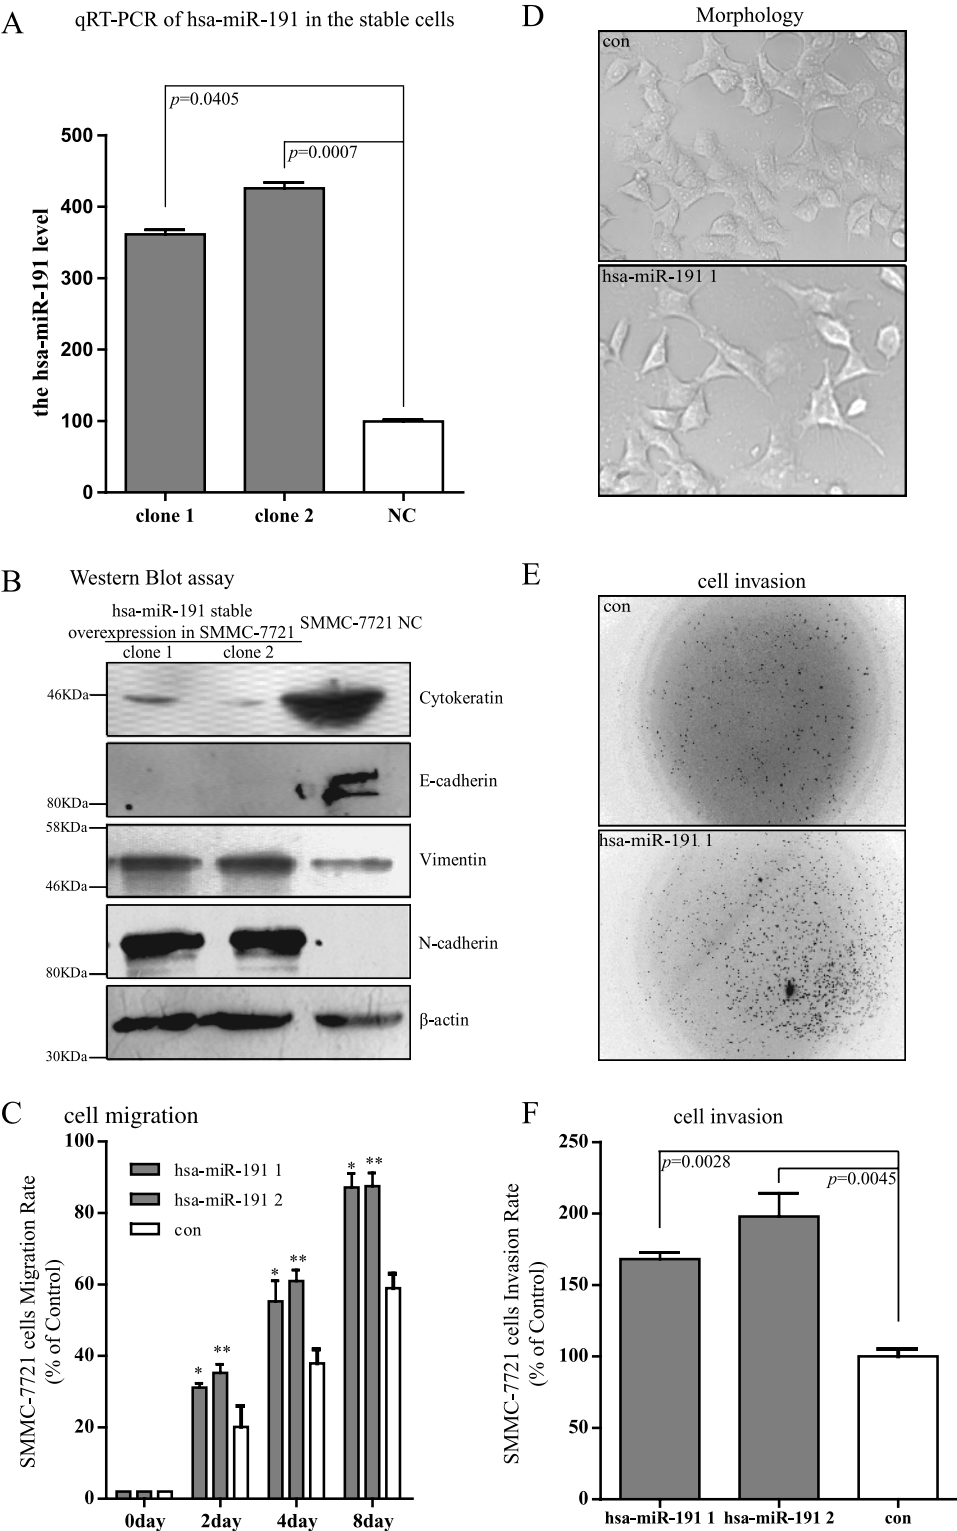 A
qRT-PCR of hsa-miR-191 in the stable cells
p=0.0405
p=0.0007
the hsa-miR-191 level
500
400
300
200
100
0
clone 1 clone 2 NC
B
Western Blot assay
hsa-miR-191 stable
overexpression in SMMC-7721
SMMC-7721 NC
clone 1 clone 2
46KDa
Cytokeratin
E-cadherin
80KDa
58KDa
Vimentin
46KDa
N-cadherin
80KDa
β-actin
30KDa
C
cell migration
SMMC-7721 cells Migration Rate
(% of Control)
100
80
60
40
20
0
hsa-miR-191 1
hsa-miR-191 2
con
* **
* **
* **
0day 2day 4day 8day
D
Morphology
con
hsa-miR-191 1
E
cell invasion
con
hsa-miR-191 1
F
cell invasion
SMMC-7721 cells Invasion Rate
(% of Control)
250
200
150
100
50
0
p=0.0028
p=0.0045
hsa-miR-191 1 hsa-miR-191 2 con